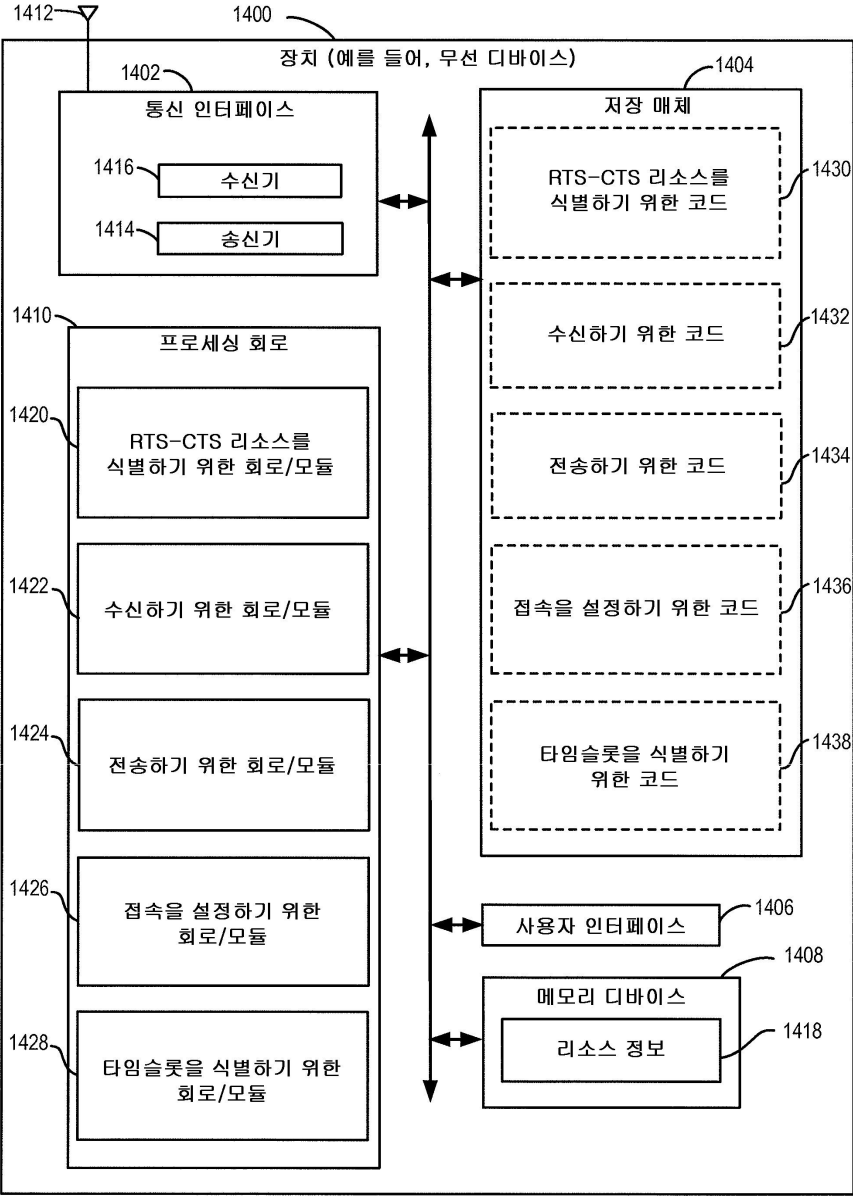 1412
1400
장치 (예를 들어, 무선 디바이스)
1402
통신 인터페이스
1416
수신기
1414
송신기
1410
프로세싱 회로
1420
RTS-CTS 리소스를
식별하기 위한 회로/모듈
1422
수신하기 위한 회로/모듈
1424
전송하기 위한 회로/모듈
1426
접속을 설정하기 위한
회로/모듈
1428
타임슬롯을 식별하기 위한
회로/모듈
1404
저장 매체
1430
RTS-CTS 리소스를
식별하기 위한 코드
1432
수신하기 위한 코드
1434
전송하기 위한 코드
1436
접속을 설정하기 위한 코드
1438
타임슬롯을 식별하기
위한 코드
1406
사용자 인터페이스
1408
메모리 디바이스
1418
리소스 정보